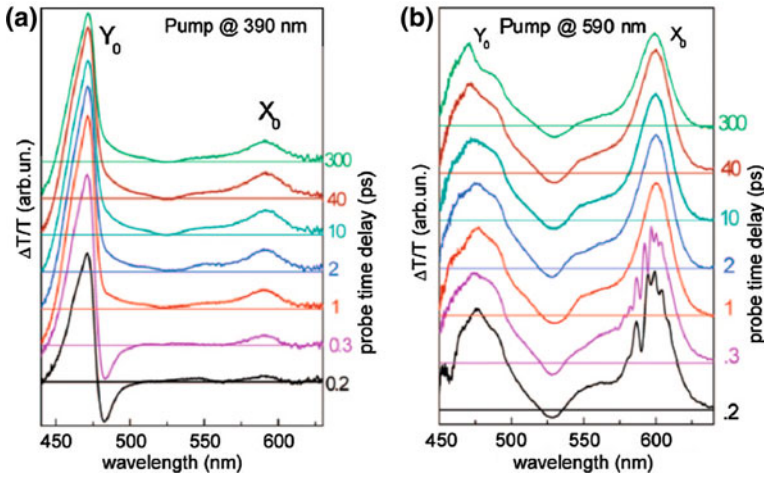 (a)
Pump @ 390 nm
Y0
X0
ΔT/T (arb.un.)
300
40
10
2
1
0.3
0.2
probe time delay (ps)
450 500 550 600
wavelength (nm)
(b)
Pump @ 590 nm
Y0
X0
ΔT/T (arb.un.)
300
40
10
2
1
.3
.2
probe time delay (ps)
450 500 550 600
wavelength (nm)